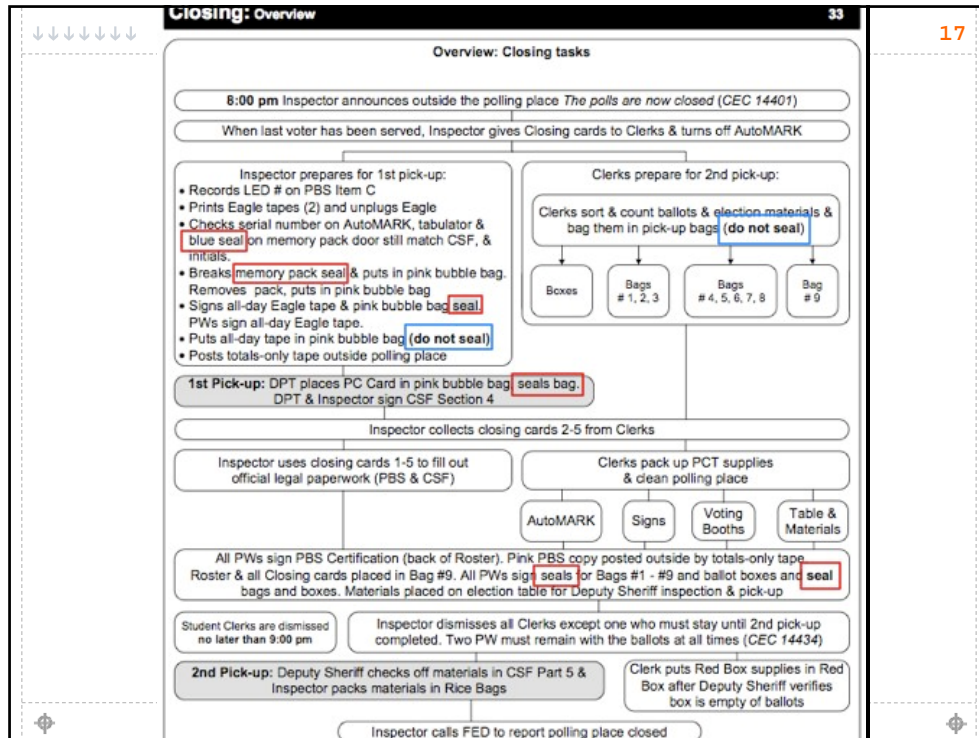 Closing: Overview 33
17
Overview: Closing tasks
8:00 pm Inspector announces outside the polling place The polls are now closed (CEC 14401)
When last voter has been served, Inspector gives Closing cards to Clerks & turns off AutoMARK
Inspector prepares for 1st pick-up:
• Records LED # on PBS Item C
• Prints Eagle tapes (2) and unplugs Eagle
• Checks serial number on AutoMARK, tabulator &
blue seal on memory pack door still match CSF, &
initials.
• Breaks memory pack seal & puts in pink bubble bag.
Removes pack, puts in pink bubble bag
• Signs all-day Eagle tape & pink bubble bag seal.
PWs sign all-day Eagle tape.
• Puts all-day tape in pink bubble bag (do not seal)
• Posts totals-only tape outside polling place
Clerks prepare for 2nd pick-up:
Clerks sort & count ballots & election materials &
bag them in pick-up bags (do not seal)
Boxes
Bags
# 1, 2, 3
Bags
# 4, 5, 6, 7, 8
Bag
# 9
1st Pick-up: DPT places PC Card in pink bubble bag, seals bag.
DPT & Inspector sign CSF Section 4
Inspector collects closing cards 2-5 from Clerks
Inspector uses closing cards 1-5 to fill out
official legal paperwork (PBS & CSF)
Clerks pack up PCT supplies
& clean polling place
AutoMARK
Signs
Voting
Booths
Table &
Materials
All PWs sign PBS Certification (back of Roster). Pink PBS copy posted outside by totals-only tape
Roster & all Closing cards placed in Bag #9. All PWs sign seals for Bags #1 - #9 and ballot boxes and seal
bags and boxes. Materials placed on election table for Deputy Sheriff inspection & pick-up
Student Clerks are dismissed
no later than 9:00 pm
Inspector dismisses all Clerks except one who must stay until 2nd pick-up
completed. Two PW must remain with the ballots at all times (CEC 14434)
2nd Pick-up: Deputy Sheriff checks off materials in CSF Part 5 &
Inspector packs materials in Rice Bags
Clerk puts Red Box supplies in Red
Box after Deputy Sheriff verifies
box is empty of ballots
Inspector calls FED to report polling place closed